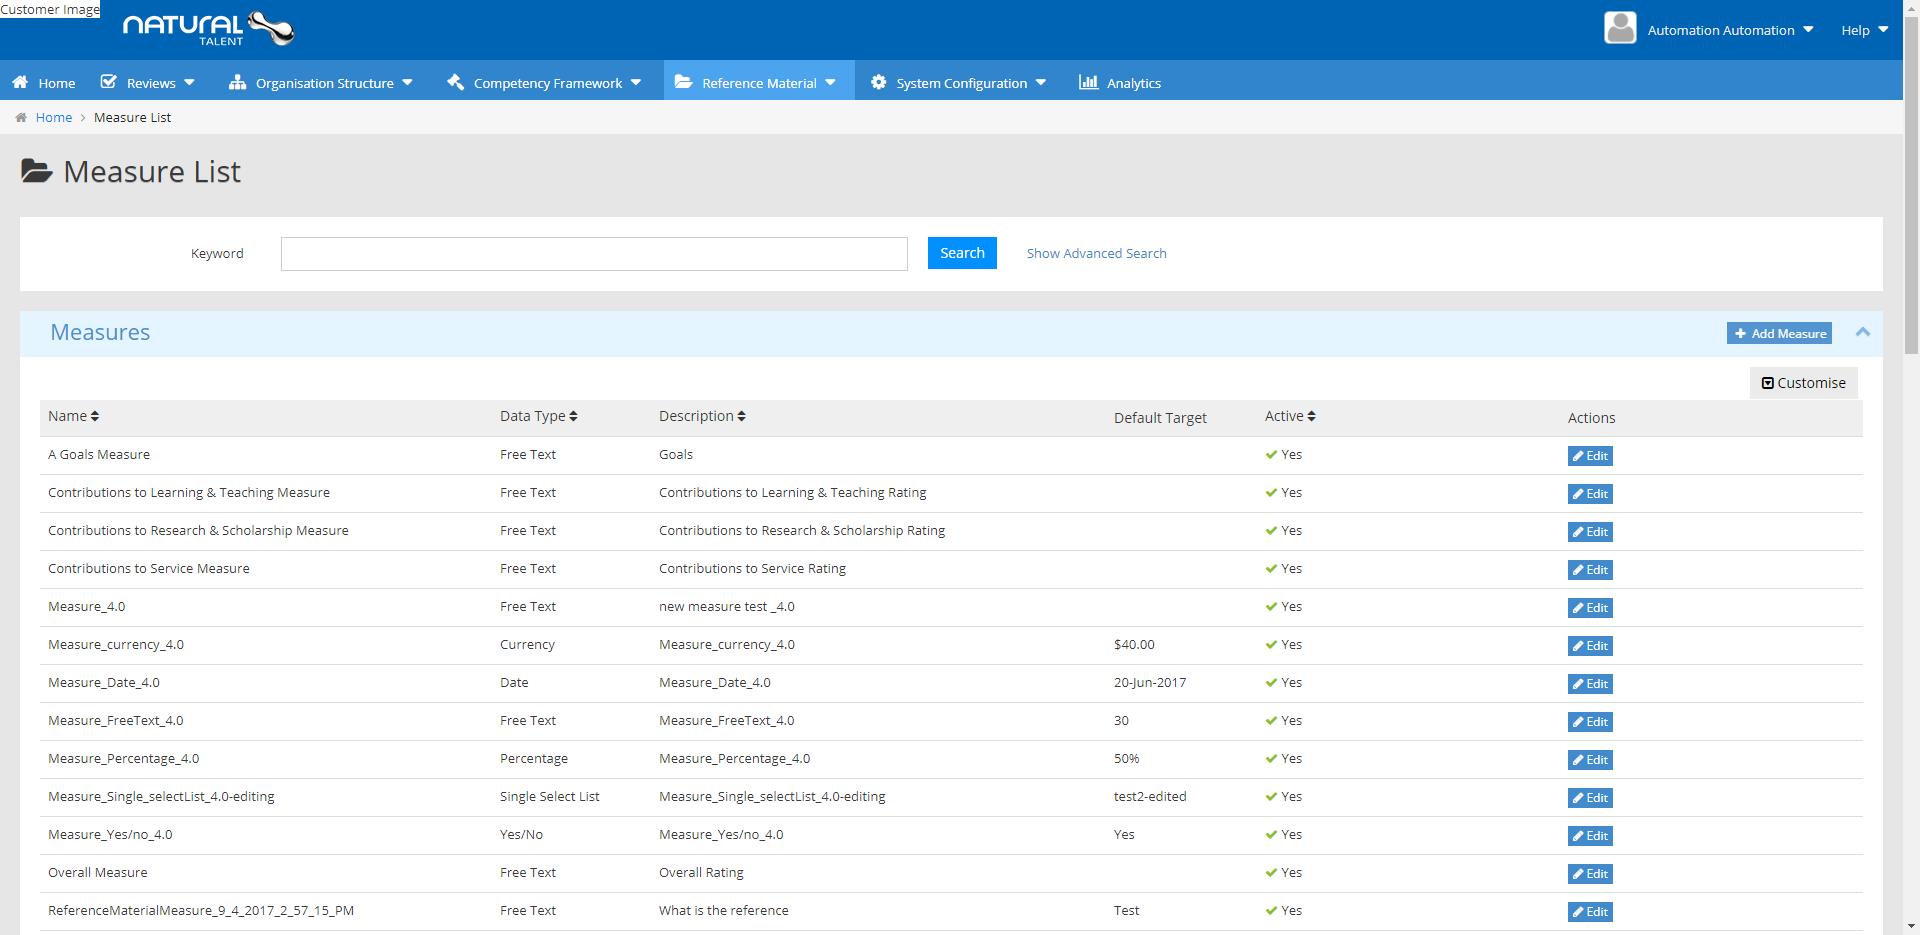 Customer Image
NATURAL
TALENT
Automation Automation
Help
Home
Reviews
Organisation Structure
Competency Framework
Reference Material
System Configuration
Analytics
Home > Measure List
Measure List
Keyword
Search
Show Advanced Search
Measures
Add Measure
Customise
Name Data Type Description Default Target Active Actions
A Goals Measure Free Text Goals Yes Edit
Contributions to Learning & Teaching Measure Free Text Contributions to Learning & Teaching Rating Yes Edit
Contributions to Research & Scholarship Measure Free Text Contributions to Research & Scholarship Rating Yes Edit
Contributions to Service Measure Free Text Contributions to Service Rating Yes Edit
Measure_4.0 Free Text new measure test _4.0 Yes Edit
Measure_currency_4.0 Currency Measure_currency_4.0 $40.00 Yes Edit
Measure_Date_4.0 Date Measure_Date_4.0 20-Jun-2017 Yes Edit
Measure_FreeText_4.0 Free Text Measure_FreeText_4.0 30 Yes Edit
Measure_Percentage_4.0 Percentage Measure_Percentage_4.0 50% Yes Edit
Measure_Single_selectList_4.0-editing Single Select List Measure_Single_selectList_4.0-editing test2-edited Yes Edit
Measure_Yes/no_4.0 Yes/No Measure_Yes/no_4.0 Yes Yes Edit
Overall Measure Free Text Overall Rating Yes Edit
ReferenceMaterialMeasure_9_4_2017_2_57_15_PM Free Text What is the reference Test Yes Edit